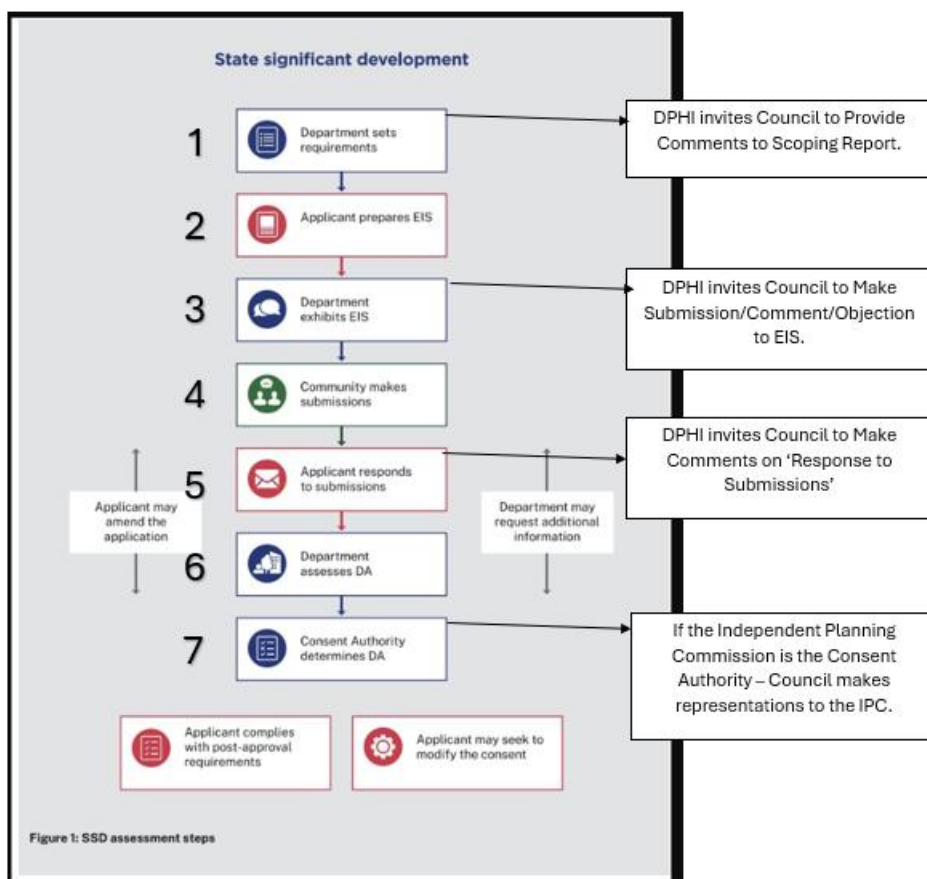 State significant development
1
Department sets
requirements
DPHI invites Council to Provide
Comments to Scoping Report.
2
Applicant prepares EIS
3
Department
exhibits EIS
DPHI invites Council to Make
Submission/Comment/Objection
to EIS.
4
Community makes
submissions
5
Applicant responds
to submissions
DPHI invites Council to Make
Comments on ‘Response to
Submissions’
Applicant may
amend the
application
Department may
request additional
information
6
Department
assesses DA
7
Consent Authority
determines DA
If the Independent Planning
Commission is the Consent
Authority – Council makes
representations to the IPC.
Applicant complies
with post-approval
requirements
Applicant may seek to
modify the consent
Figure 1: SSD assessment steps